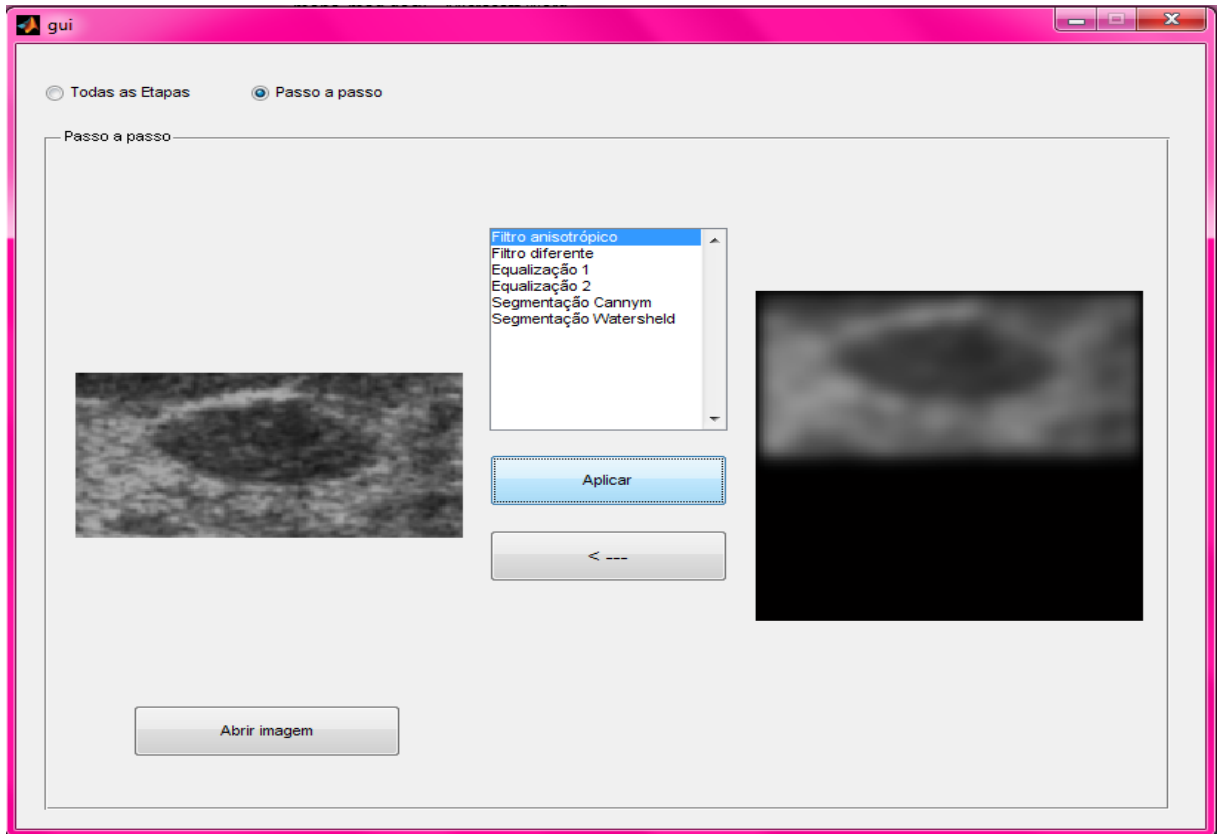 gui
Todas as Etapas
Passo a passo
Passo a passo
Filtro anisotrópico
Filtro diferente
Equalização 1
Equalização 2
Segmentação Cannym
Segmentação Watersheld
Aplicar
< ---
Abrir imagem